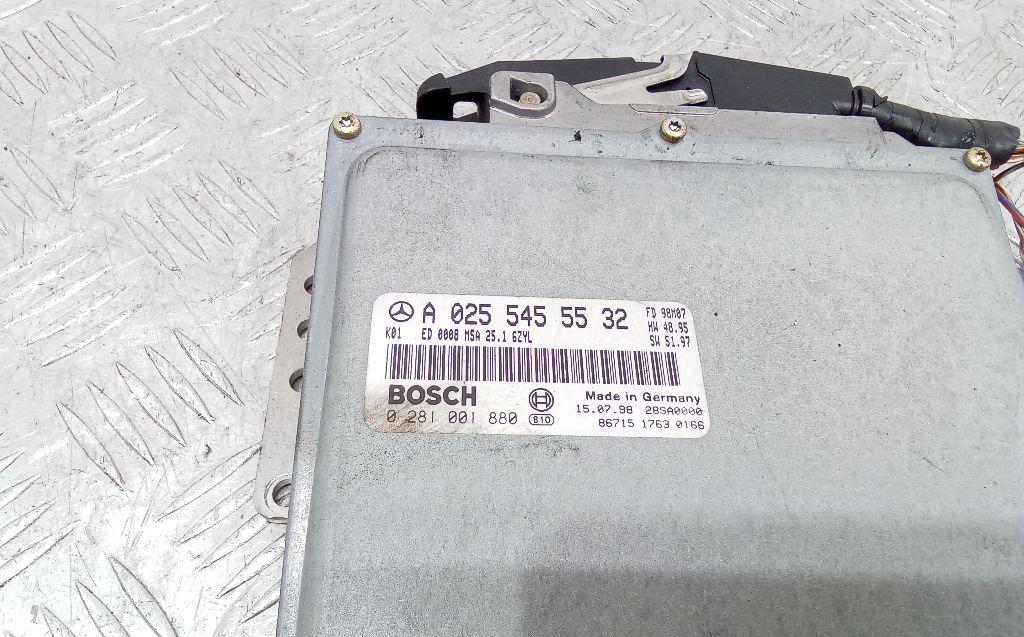 A 025 545 55 32
FD 98M07
HW 48.95
SW 51.97
K01 ED 0008 MSA 25.1 6ZYL
BOSCH
0 281 001 880 B10
Made in Germany
15.07.98 28SA0000
86715 1763 0166